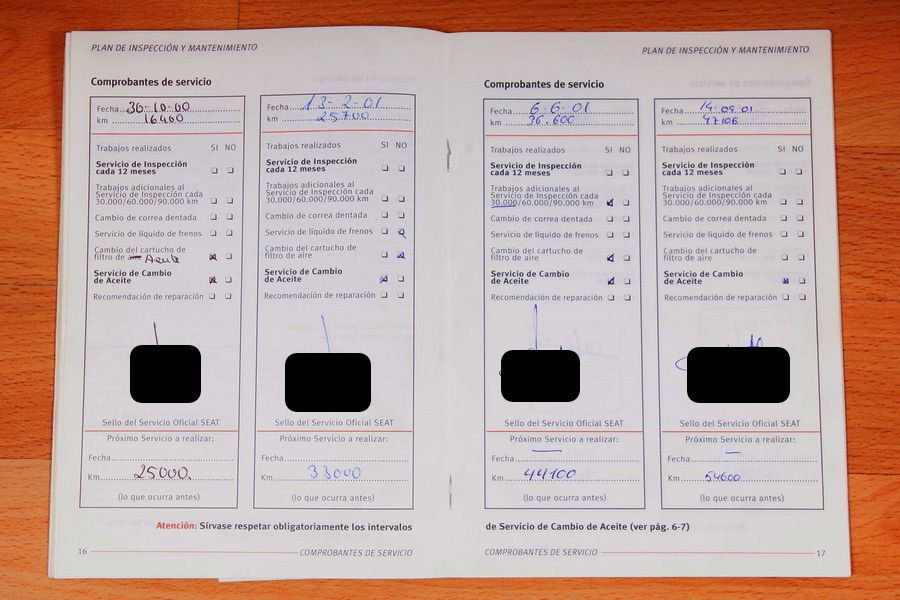 PLAN DE INSPECCIÓN Y MANTENIMIENTO
Comprobantes de servicio
Fecha 30-10-00
km 16400
Trabajos realizados SI NO
Servicio de Inspección
cada 12 meses
Trabajos adicionales al
Servicio de Inspección cada
30.000/60.000/90.000 km
Cambio de correa dentada
Servicio de líquido de frenos
Cambio del cartucho de
filtro de aire Aceite
Servicio de Cambio
de Aceite
Recomendación de reparación
Sello del Servicio Oficial SEAT
Próximo Servicio a realizar:
Fecha
Km 25000.
(lo que ocurra antes)
Fecha 13-2-01
km 25700
Trabajos realizados SI NO
Servicio de Inspección
cada 12 meses
Trabajos adicionales al
Servicio de Inspección cada
30.000/60.000/90.000 km
Cambio de correa dentada
Servicio de líquido de frenos
Cambio del cartucho de
filtro de aire
Servicio de Cambio
de Aceite
Recomendación de reparación
Sello del Servicio Oficial SEAT
Próximo Servicio a realizar:
Fecha
Km 33000
(lo que ocurra antes)
Atención: Sírvase respetar obligatoriamente los intervalos
16 COMPROBANTES DE SERVICIO
PLAN DE INSPECCIÓN Y MANTENIMIENTO
Comprobantes de servicio
Fecha 6-6-01
km 36.600
Trabajos realizados SI NO
Servicio de Inspección
cada 12 meses
Trabajos adicionales al
Servicio de Inspección cada
30.000/60.000/90.000 km
Cambio de correa dentada
Servicio de líquido de frenos
Cambio del cartucho de
filtro de aire
Servicio de Cambio
de Aceite
Recomendación de reparación
Sello del Servicio Oficial SEAT
Próximo Servicio a realizar:
Fecha —
Km 44100
(lo que ocurra antes)
Fecha 14-09-01
km 47106
Trabajos realizados SI NO
Servicio de Inspección
cada 12 meses
Trabajos adicionales al
Servicio de Inspección cada
30.000/60.000/90.000 km
Cambio de correa dentada
Servicio de líquido de frenos
Cambio del cartucho de
filtro de aire
Servicio de Cambio
de Aceite
Recomendación de reparación
Sello del Servicio Oficial SEAT
Próximo Servicio a realizar:
Fecha —
Km 54600
(lo que ocurra antes)
de Servicio de Cambio de Aceite (ver pág. 6-7)
COMPROBANTES DE SERVICIO 17